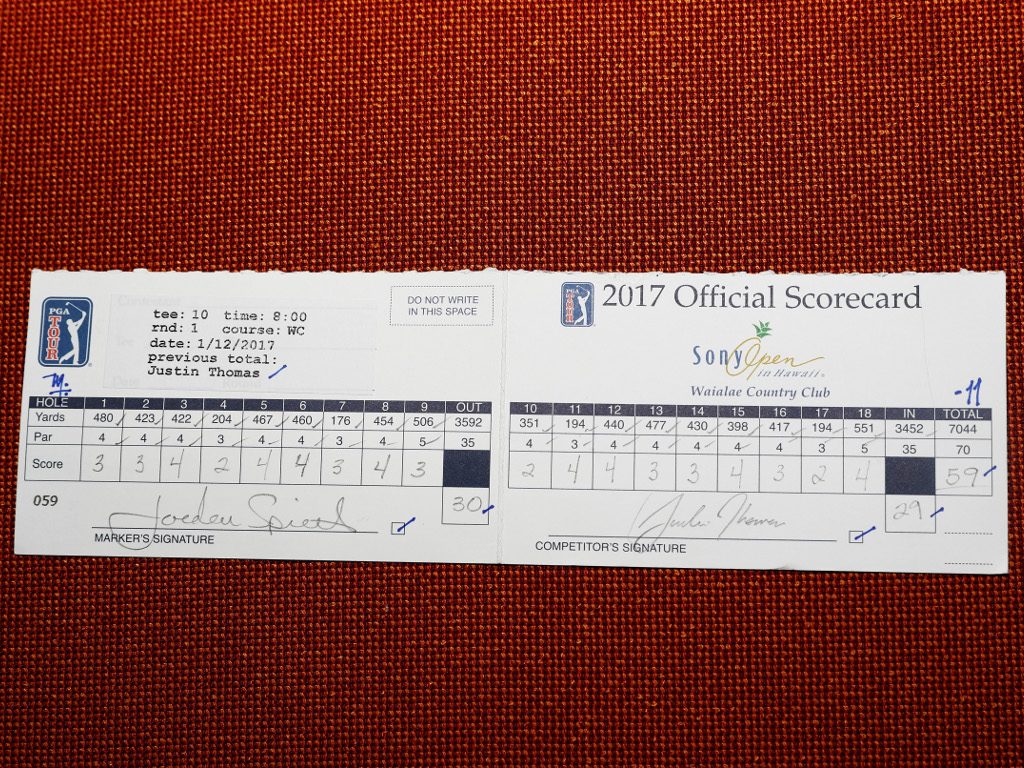 PGA TOUR
tee: 10 time: 8:00
rnd: 1 course: WC
date: 1/12/2017
previous total:
Justin Thomas
DO NOT WRITE
IN THIS SPACE
HOLE 1 2 3 4 5 6 7 8 9 OUT
Yards 480 423 422 204 467 460 176 454 506 3592
Par 4 4 4 3 4 4 3 4 5 35
Score 3 3 4 2 4 4 3 4 3
30
059
Jordan Spieth
MARKER'S SIGNATURE
PGA TOUR
2017 Official Scorecard
Sony Open
in Hawaii
Waialae Country Club
-11
10 11 12 13 14 15 16 17 18 IN TOTAL
351 194 440 477 430 398 417 194 551 3452 7044
4 3 4 4 4 4 4 3 5 35 70
2 4 4 3 3 4 3 2 4 59
29
Justin Thomas
COMPETITOR'S SIGNATURE